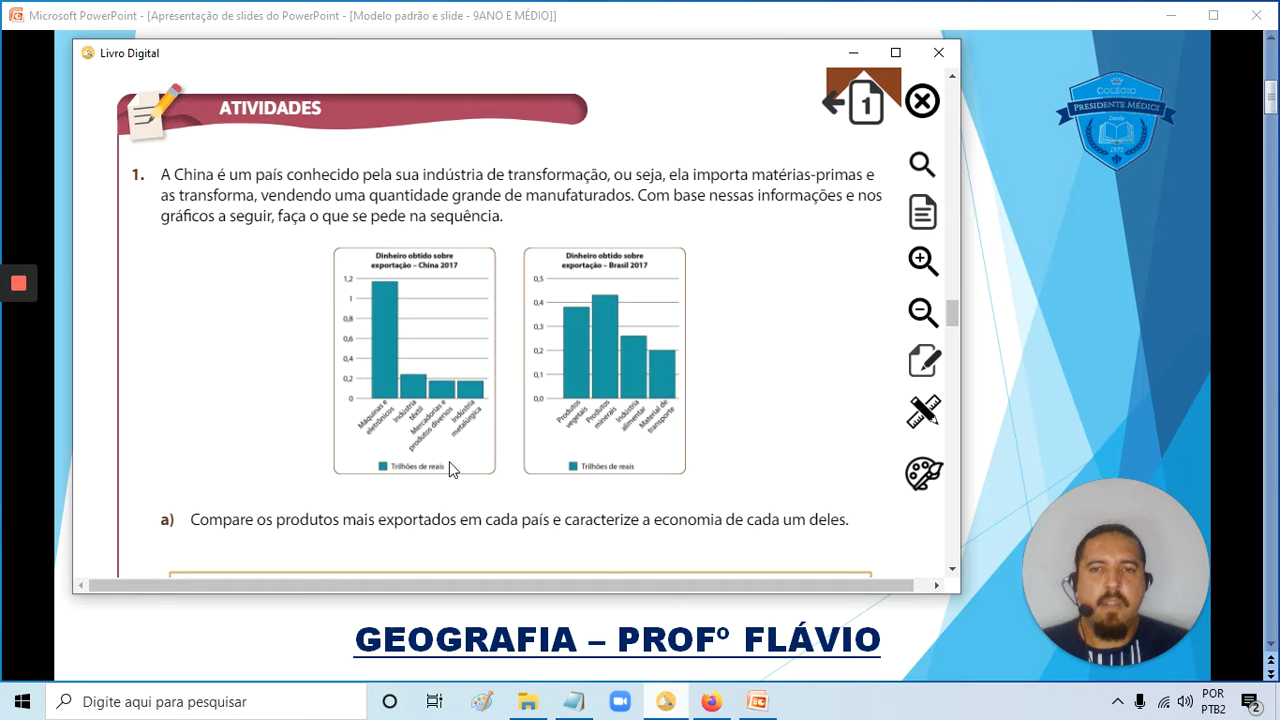 Microsoft PowerPoint - [Apresentação de slides do PowerPoint - [Modelo padrão e slide - 9ANO E MÉDIO]]
Livro Digital
ATIVIDADES
1
COLÉGIO
PRESIDENTE MÉDICI
Desde
1971
1. A China é um país conhecido pela sua indústria de transformação, ou seja, ela importa matérias-primas e
as transforma, vendendo uma quantidade grande de manufaturados. Com base nessas informações e nos
gráficos a seguir, faça o que se pede na sequência.
Dinheiro obtido sobre
exportação – China 2017
1,2
1
0,8
0,6
0,4
0,2
0
Máquinas e
eletrônicos
Indústria
têxtil
Mercadorias e
produtos diversos
Indústria
metalúrgica
Trilhões de reais
Dinheiro obtido sobre
exportação – Brasil 2017
0,5
0,4
0,3
0,2
0,1
0,0
Produtos
vegetais
Produtos
minerais
Indústria
alimentar
Material de
transporte
Trilhões de reais
a) Compare os produtos mais exportados em cada país e caracterize a economia de cada um deles.
GEOGRAFIA – PROFº FLÁVIO
Digite aqui para pesquisar
POR
PTB2
2